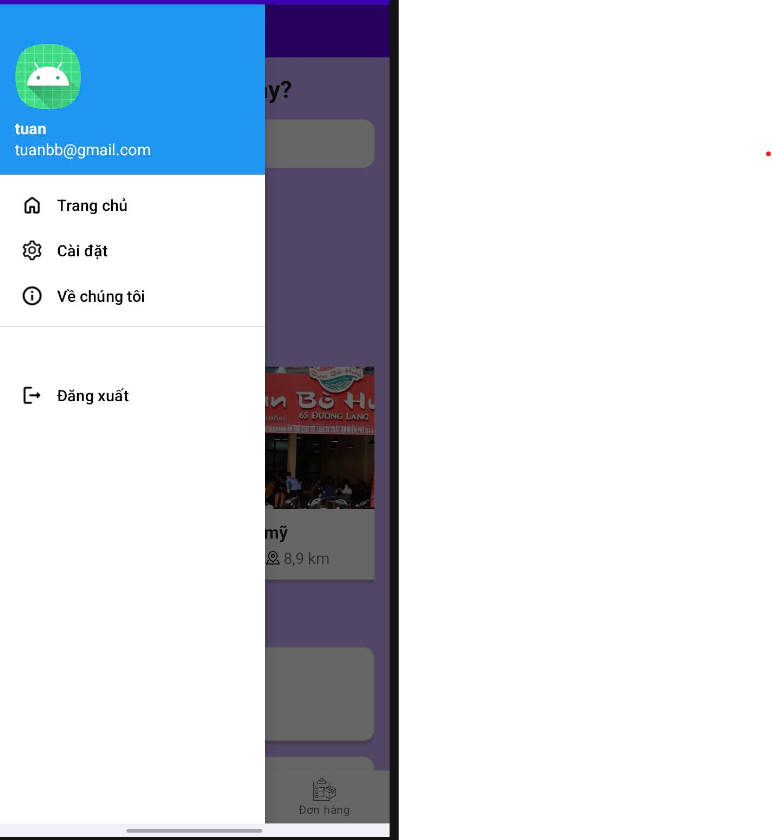 tuan
tuanbb@gmail.com
Trang chủ
Cài đặt
Về chúng tôi
Đăng xuất
y?
65 ĐƯỜNG LÁNG
mỹ
8,9 km
Đơn hàng